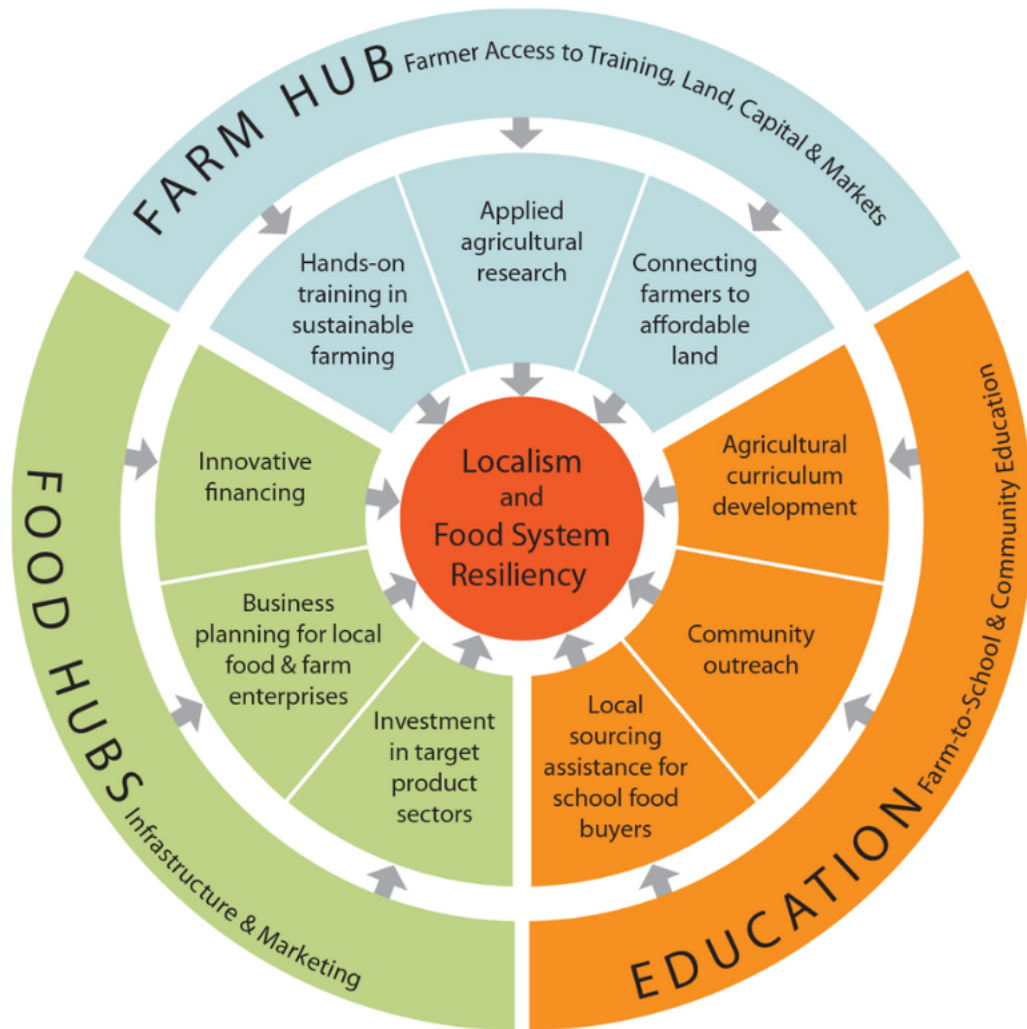 FARM HUB Farmer Access to Training, Land, Capital & Markets
Hands-on
training in
sustainable
farming
Applied
agricultural
research
Connecting
farmers to
affordable
land
EDUCATION Farm-to-School & Community Education
Agricultural
curriculum
development
Community
outreach
Local
sourcing
assistance for
school food
buyers
FOOD HUBS Infrastructure & Marketing
Innovative
financing
Business
planning for local
food & farm
enterprises
Investment
in target
product
sectors
Localism
and
Food System
Resiliency